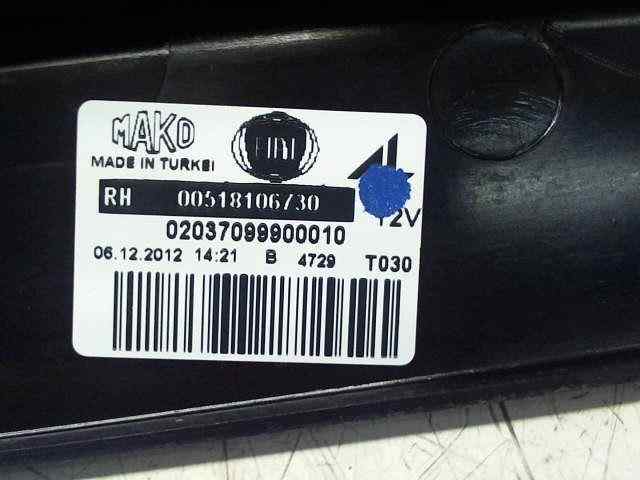 MAKO
FIAT
MADE IN TURKEI
RH 00518106730
12V
02037099900010
06.12.2012 14:21 B 4729 T030